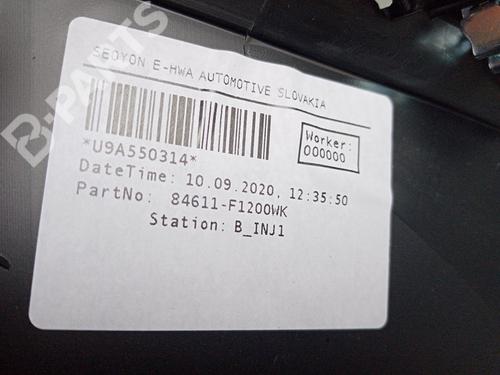 SEOYON E-HWA AUTOMOTIVE SLOVAKIA
*U9A550314*
Worker:
000000
DateTime: 10.09.2020, 12:35:50
PartNo: 84611-F1200WK
Station: B_INJ1
B-PARTS